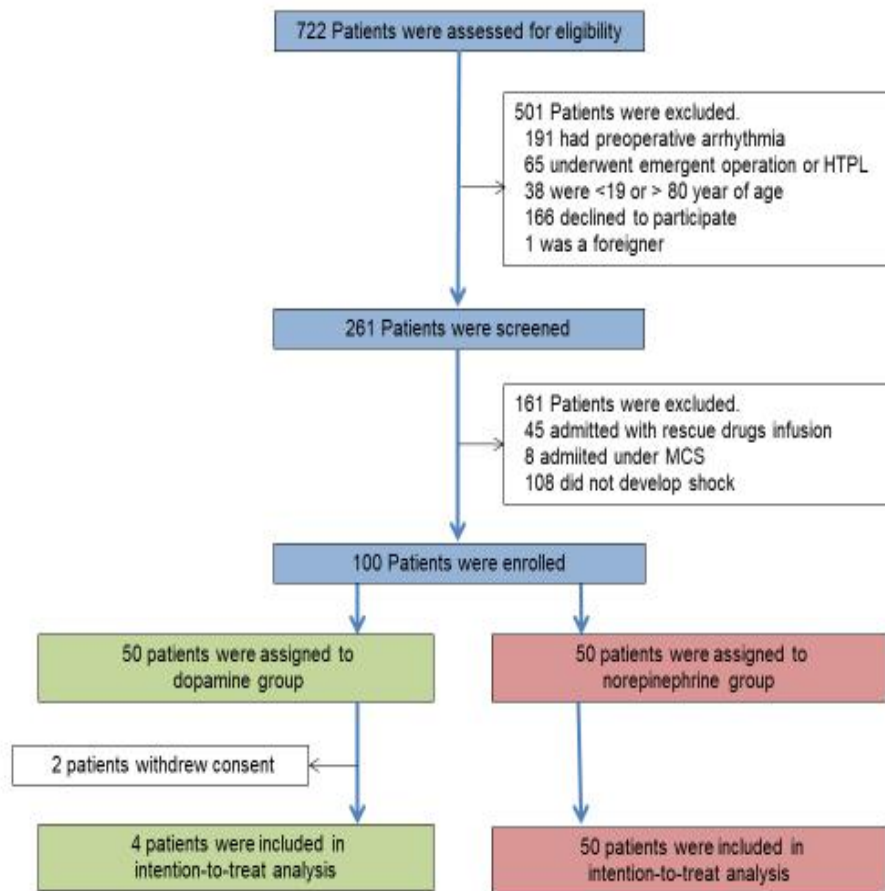 722 Patients were assessed for eligibility
501 Patients were excluded.
191 had preoperative arrhythmia
65 underwent emergent operation or HTPL
38 were <19 or > 80 year of age
166 declined to participate
1 was a foreigner
261 Patients were screened
161 Patients were excluded.
45 admitted with rescue drugs infusion
8 admiited under MCS
108 did not develop shock
100 Patients were enrolled
50 patients were assigned to
dopamine group
50 patients were assigned to
norepinephrine group
2 patients withdrew consent
4 patients were included in
intention-to-treat analysis
50 patients were included in
intention-to-treat analysis